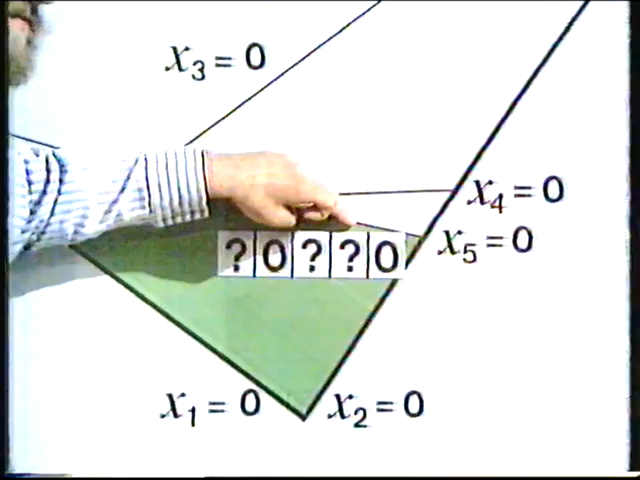 x₃ = 0
x₄ = 0
x₅ = 0
? 0 ? ? 0
x₁ = 0
x₂ = 0